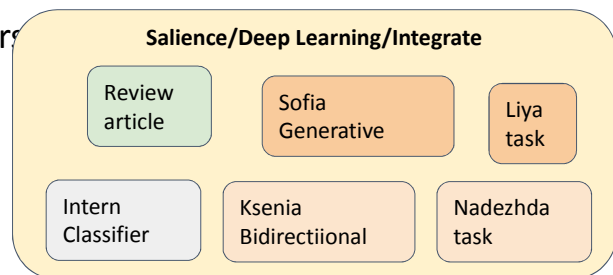 Salience/Deep Learning/Integrate
Review
article
Sofia
Generative
Liya
task
Intern
Classifier
Ksenia
Bidirectiional
Nadezhda
task